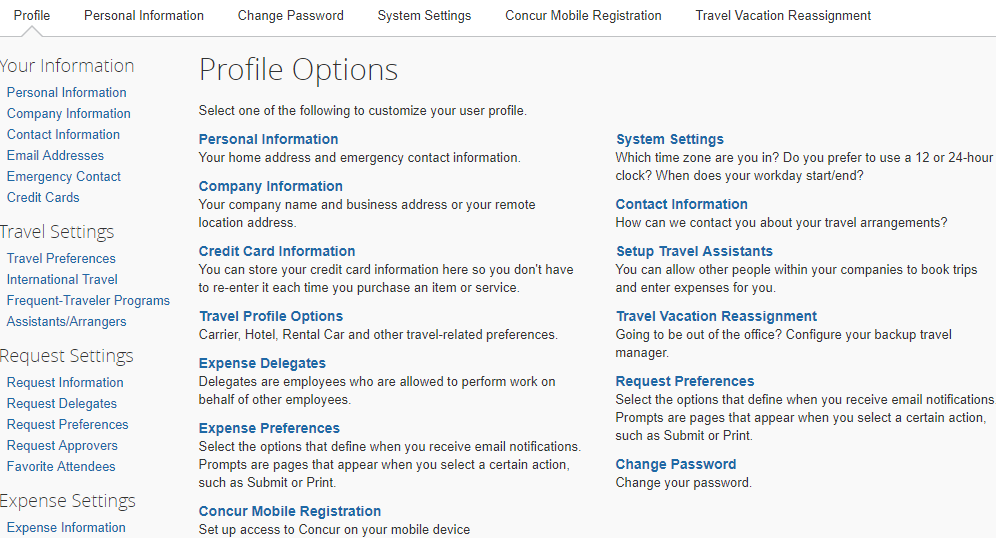 Profile
Personal Information
Change Password
System Settings
Concur Mobile Registration
Travel Vacation Reassignment
Your Information
Personal Information
Company Information
Contact Information
Email Addresses
Emergency Contact
Credit Cards
Travel Settings
Travel Preferences
International Travel
Frequent-Traveler Programs
Assistants/Arrangers
Request Settings
Request Information
Request Delegates
Request Preferences
Request Approvers
Favorite Attendees
Expense Settings
Expense Information
Profile Options
Select one of the following to customize your user profile.
Personal Information
Your home address and emergency contact information.
Company Information
Your company name and business address or your remote
location address.
Credit Card Information
You can store your credit card information here so you don't have
to re-enter it each time you purchase an item or service.
Travel Profile Options
Carrier, Hotel, Rental Car and other travel-related preferences.
Expense Delegates
Delegates are employees who are allowed to perform work on
behalf of other employees.
Expense Preferences
Select the options that define when you receive email notifications.
Prompts are pages that appear when you select a certain action,
such as Submit or Print.
Concur Mobile Registration
Set up access to Concur on your mobile device
System Settings
Which time zone are you in? Do you prefer to use a 12 or 24-hour
clock? When does your workday start/end?
Contact Information
How can we contact you about your travel arrangements?
Setup Travel Assistants
You can allow other people within your companies to book trips
and enter expenses for you.
Travel Vacation Reassignment
Going to be out of the office? Configure your backup travel
manager.
Request Preferences
Select the options that define when you receive email notifications.
Prompts are pages that appear when you select a certain action,
such as Submit or Print.
Change Password
Change your password.